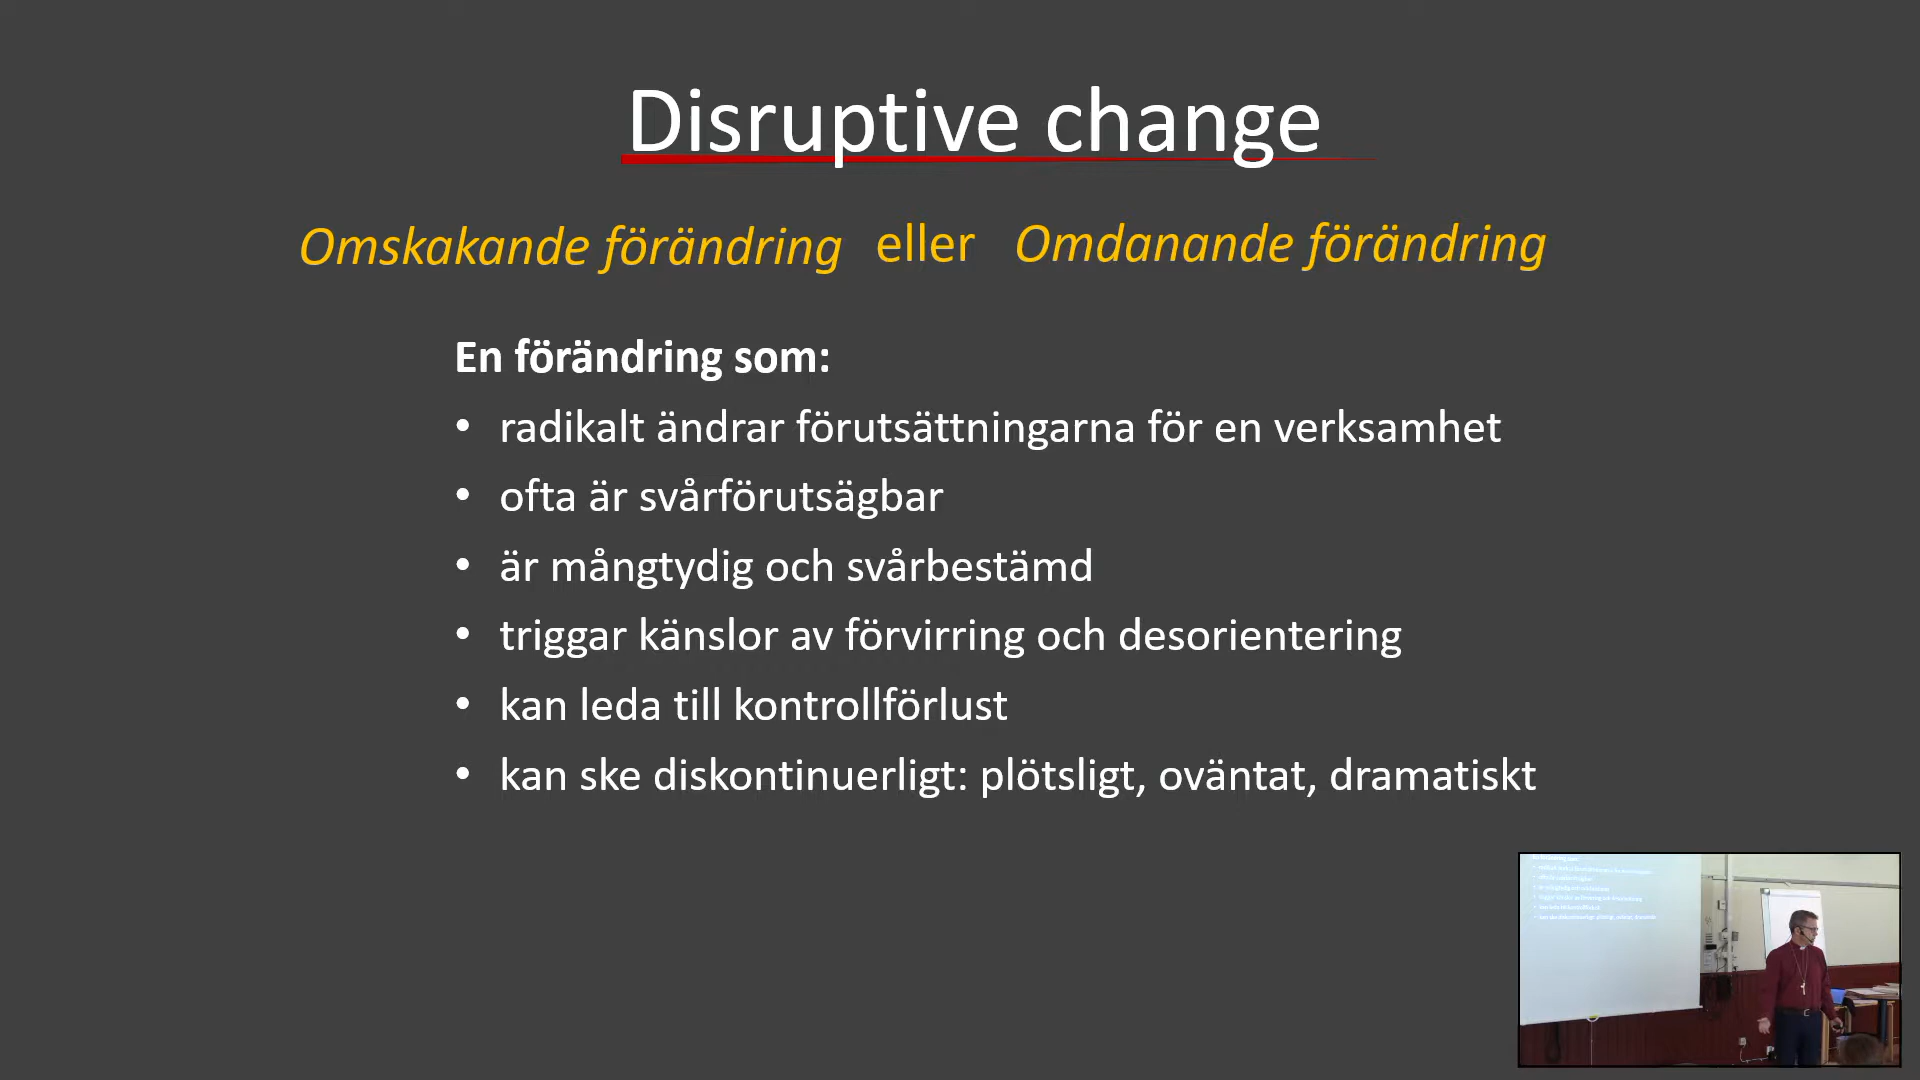 Disruptive change
Omskakande förändring eller Omdanande förändring
En förändring som:
• radikalt ändrar förutsättningarna för en verksamhet
• ofta är svårförutsägbar
• är mångtydig och svårbestämd
• triggar känslor av förvirring och desorientering
• kan leda till kontrollförlust
• kan ske diskontinuerligt: plötsligt, oväntat, dramatiskt